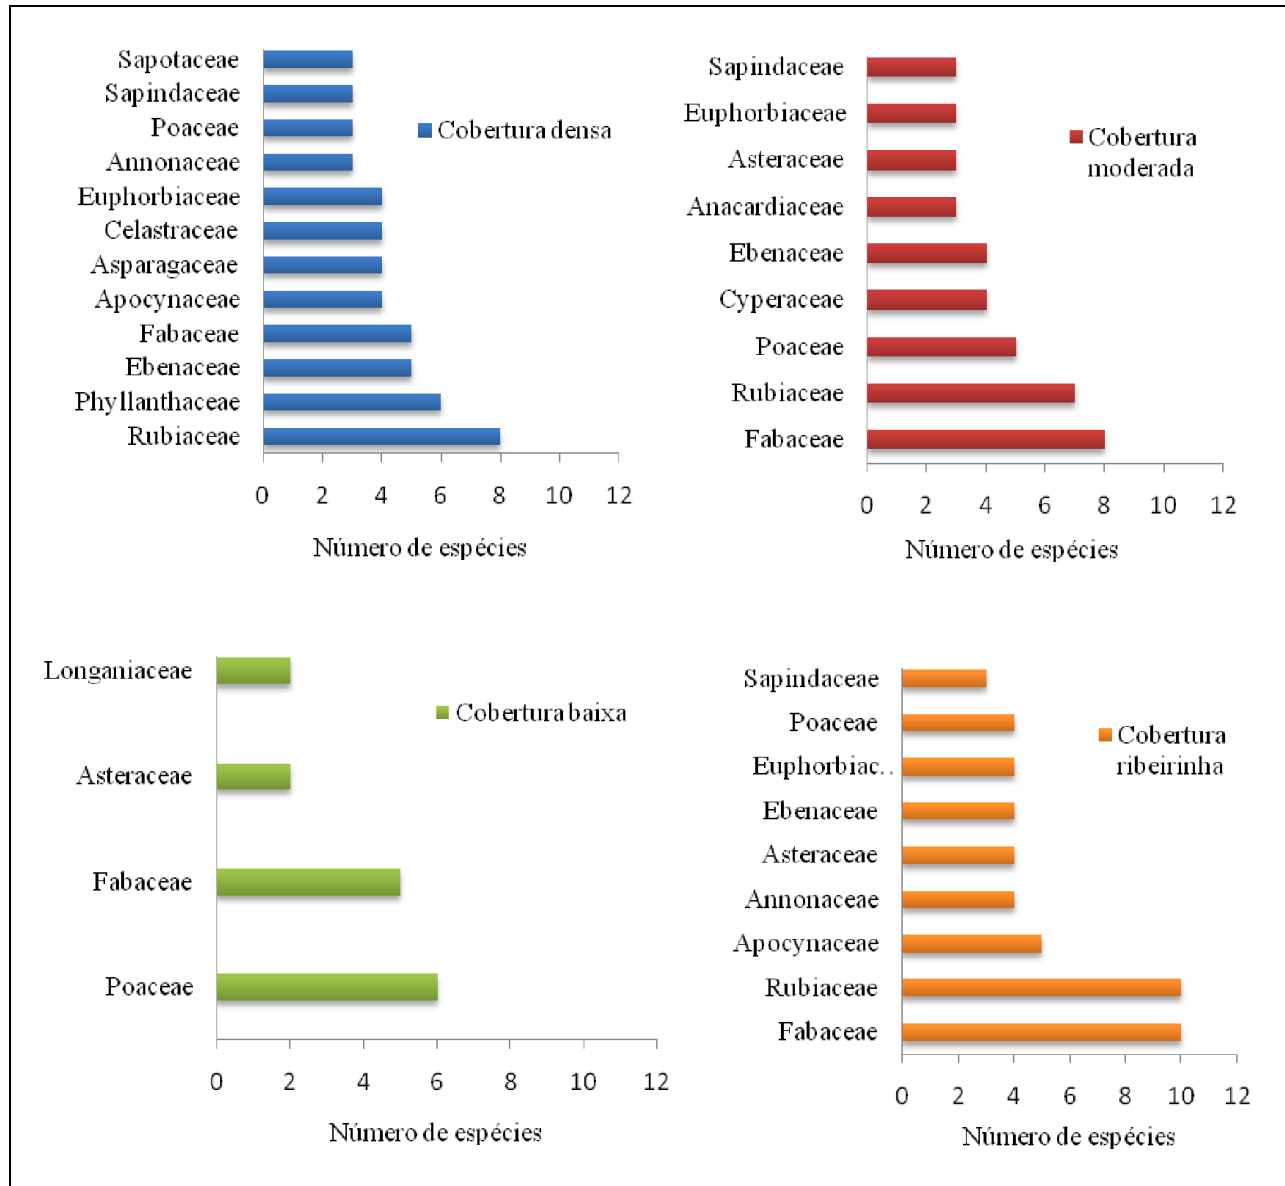 Sapotaceae
Sapindaceae
Poaceae
Annonaceae
Euphorbiaceae
Celastraceae
Asparagaceae
Apocynaceae
Fabaceae
Ebenaceae
Phyllanthaceae
Rubiaceae
0 2 4 6 8 10 12
Número de espécies
Cobertura densa
Sapindaceae
Euphorbiaceae
Asteraceae
Anacardiaceae
Ebenaceae
Cyperaceae
Poaceae
Rubiaceae
Fabaceae
0 2 4 6 8 10 12
Número de espécies
Cobertura
moderada
Longaniaceae
Asteraceae
Fabaceae
Poaceae
0 2 4 6 8 10 12
Número de espécies
Cobertura baixa
Sapindaceae
Poaceae
Euphorbiac..
Ebenaceae
Asteraceae
Annonaceae
Apocynaceae
Rubiaceae
Fabaceae
0 2 4 6 8 10 12
Número de espécies
Cobertura
ribeirinha